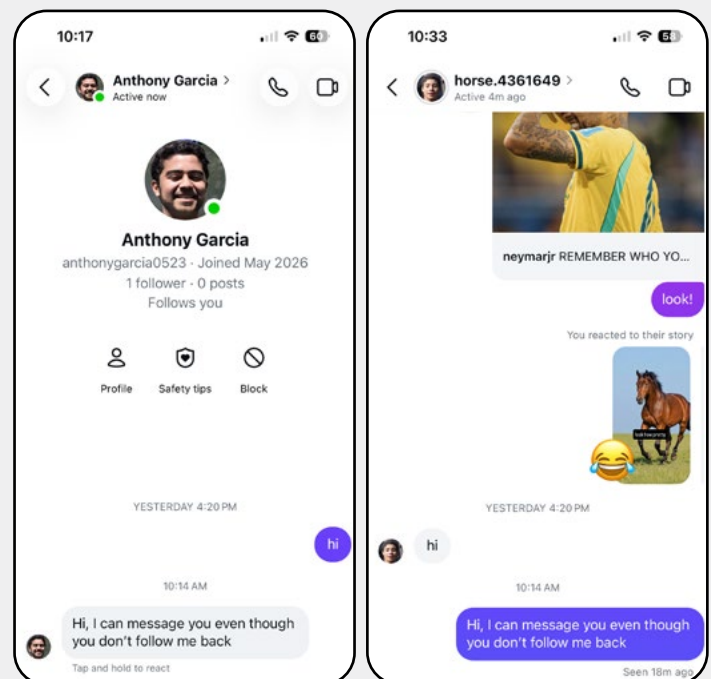 10:17
60
Anthony Garcia >
Active now
Anthony Garcia
anthonygarcia0523 · Joined May 2026
1 follower · 0 posts
Follows you
Profile
Safety tips
Block
YESTERDAY 4:20 PM
hi
10:14 AM
Hi, I can message you even though
you don't follow me back
Tap and hold to react
10:33
58
horse.4361649 >
Active 4m ago
neymarjr REMEMBER WHO YO...
look!
You reacted to their story
YESTERDAY 4:20 PM
hi
10:14 AM
Hi, I can message you even though
you don't follow me back
Seen 18m ago